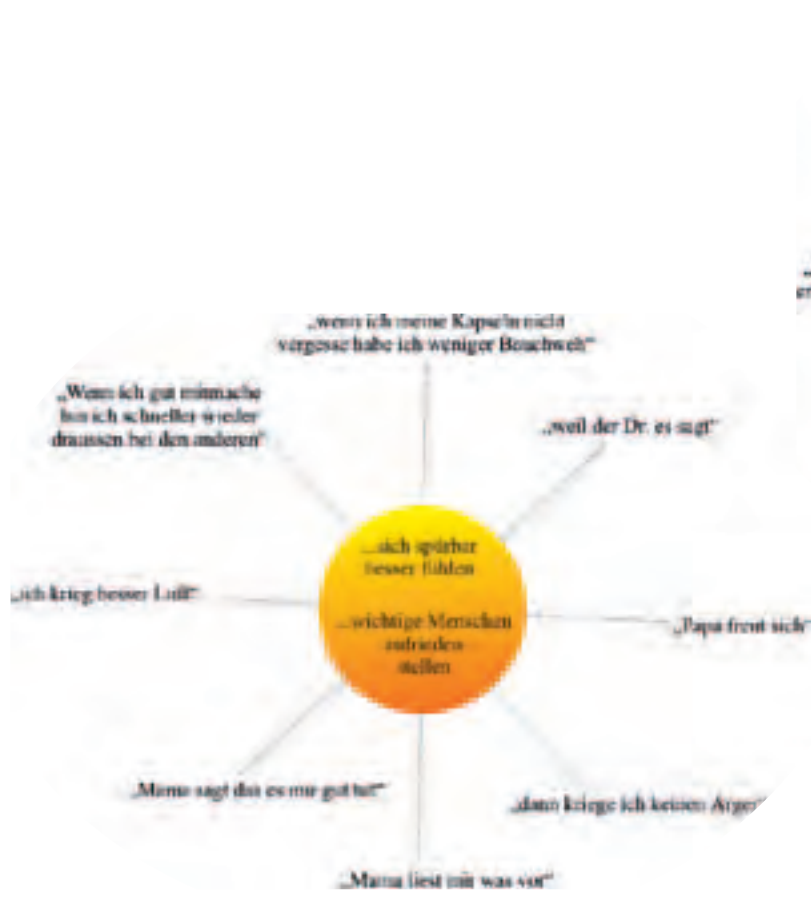 „wenn ich meine Kapseln nicht
vergesse habe ich weniger Bauchweh“
„Wenn ich gut mitmache
bin ich schneller wieder
draussen bei den anderen“
„weil der Dr. es sagt“
...sich spürbar
besser fühlen
...wichtige Menschen
zufrieden
stellen
„ich krieg besser Luft“
„Papa freut sich“
„Mama sagt das es mir gut tut“
„dann kriege ich keinen Ärger“
„Mama liest mir was vor“